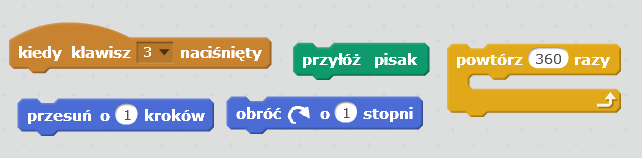 kiedy klawisz 3 naciśnięty
przyłóż pisak
powtórz 360 razy
przesuń o 1 kroków
obróć o 1 stopni